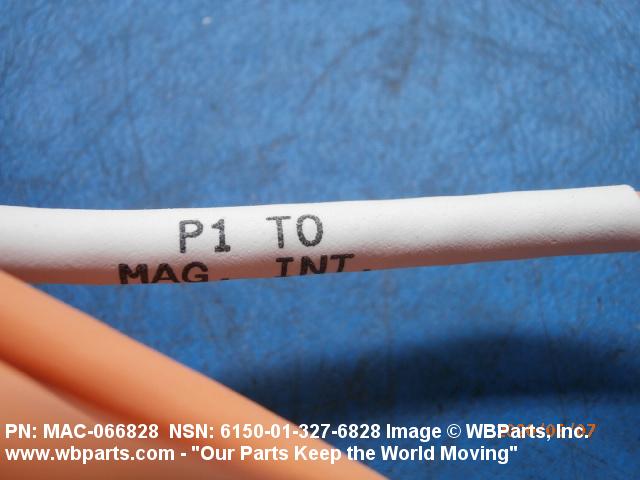 P1 TO
MAG. INT.
PN: MAC-066828 NSN: 6150-01-327-6828 Image © WBParts, Inc.
www.wbparts.com - "Our Parts Keep the World Moving"